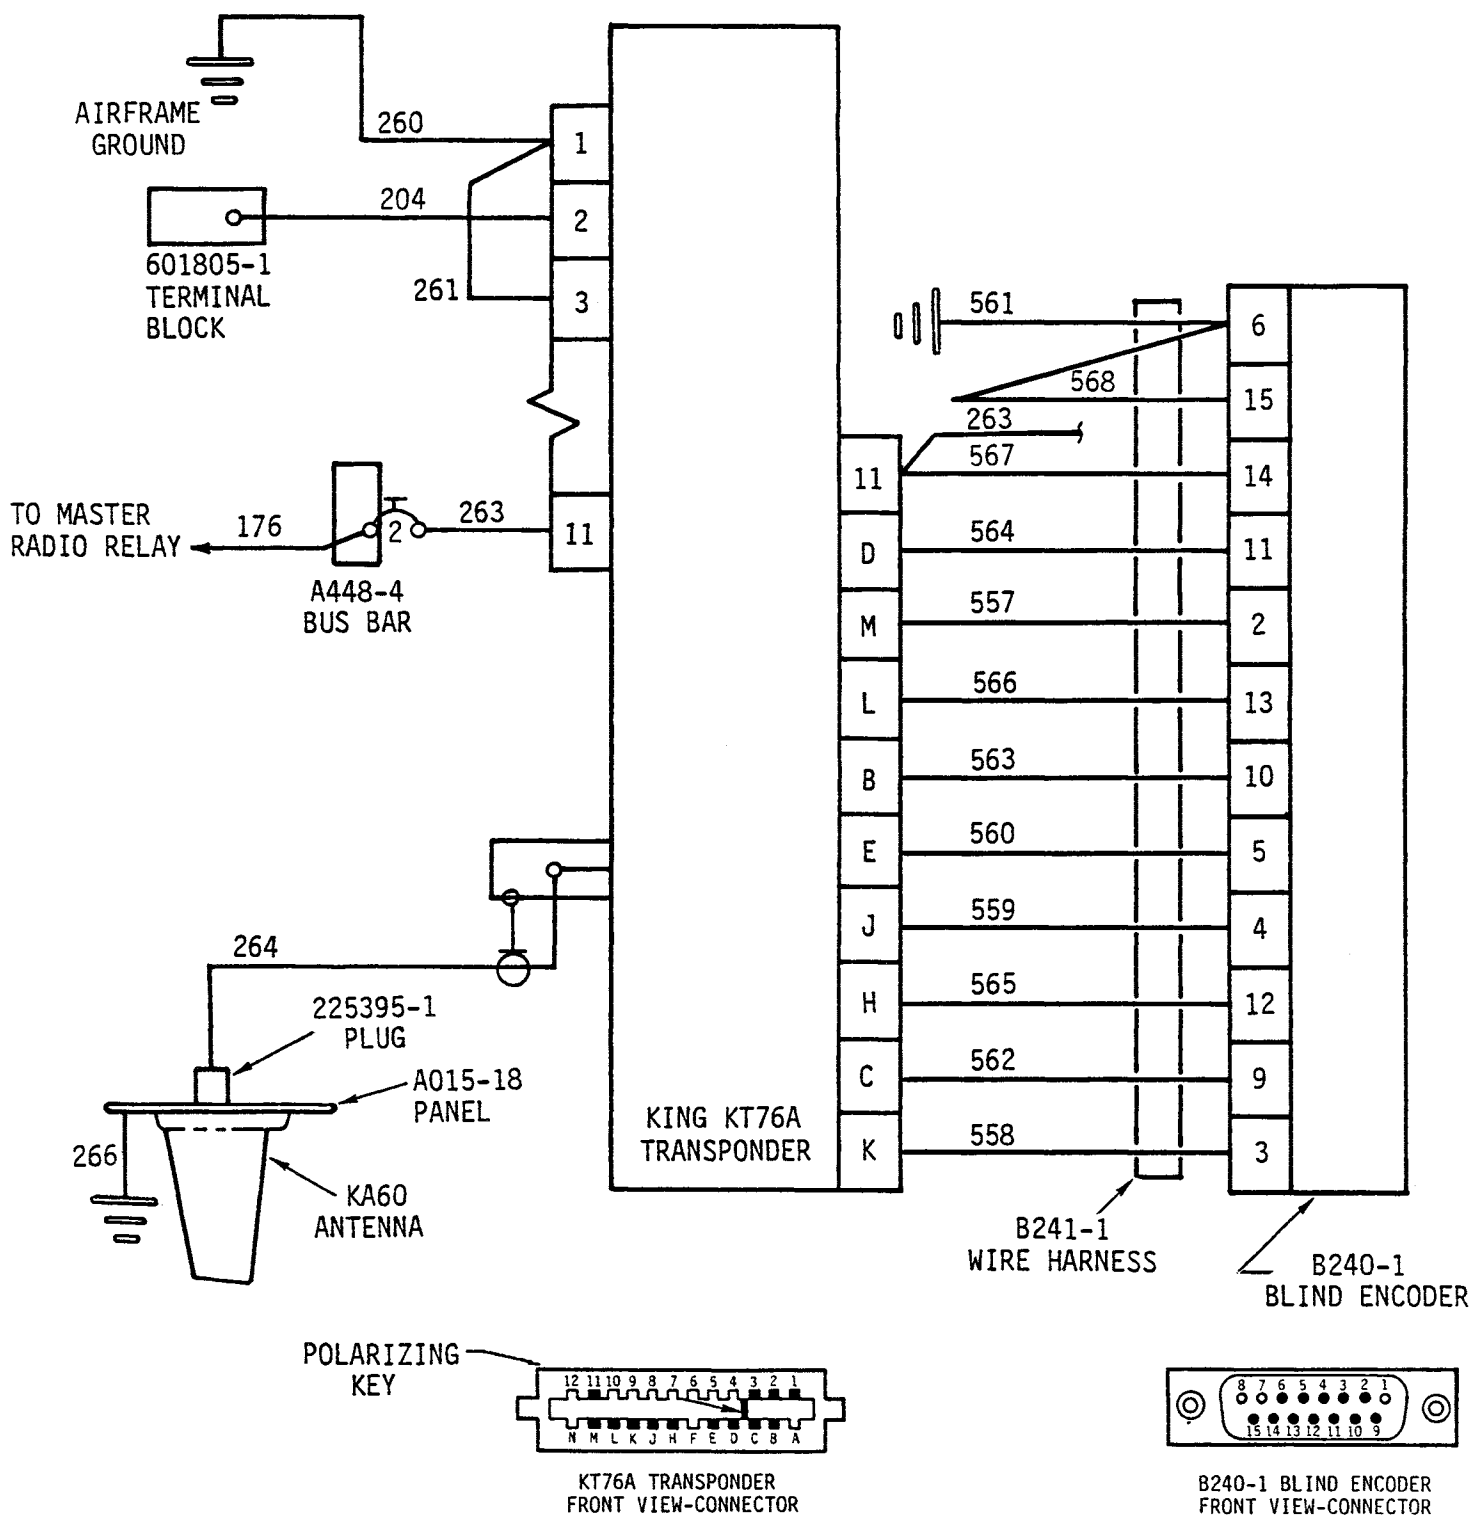 AIRFRAME
GROUND
260
1
204
2
601805-1
TERMINAL
BLOCK
261
3
561
6
568
15
263
567
11
14
TO MASTER
RADIO RELAY
176
2
263
11
A448-4
BUS BAR
564
D
11
557
M
2
566
L
13
563
B
10
560
E
5
559
J
4
264
565
H
12
225395-1
PLUG
562
C
9
A015-18
PANEL
KING KT76A
TRANSPONDER
558
K
3
266
KA60
ANTENNA
B241-1
WIRE HARNESS
B240-1
BLIND ENCODER
POLARIZING
KEY
12 11 10 9 8 7 6 5 4 3 2 1
N M L K J H F E D C B A
KT76A TRANSPONDER
FRONT VIEW-CONNECTOR
8 7 6 5 4 3 2 1
15 14 13 12 11 10 9
B240-1 BLIND ENCODER
FRONT VIEW-CONNECTOR